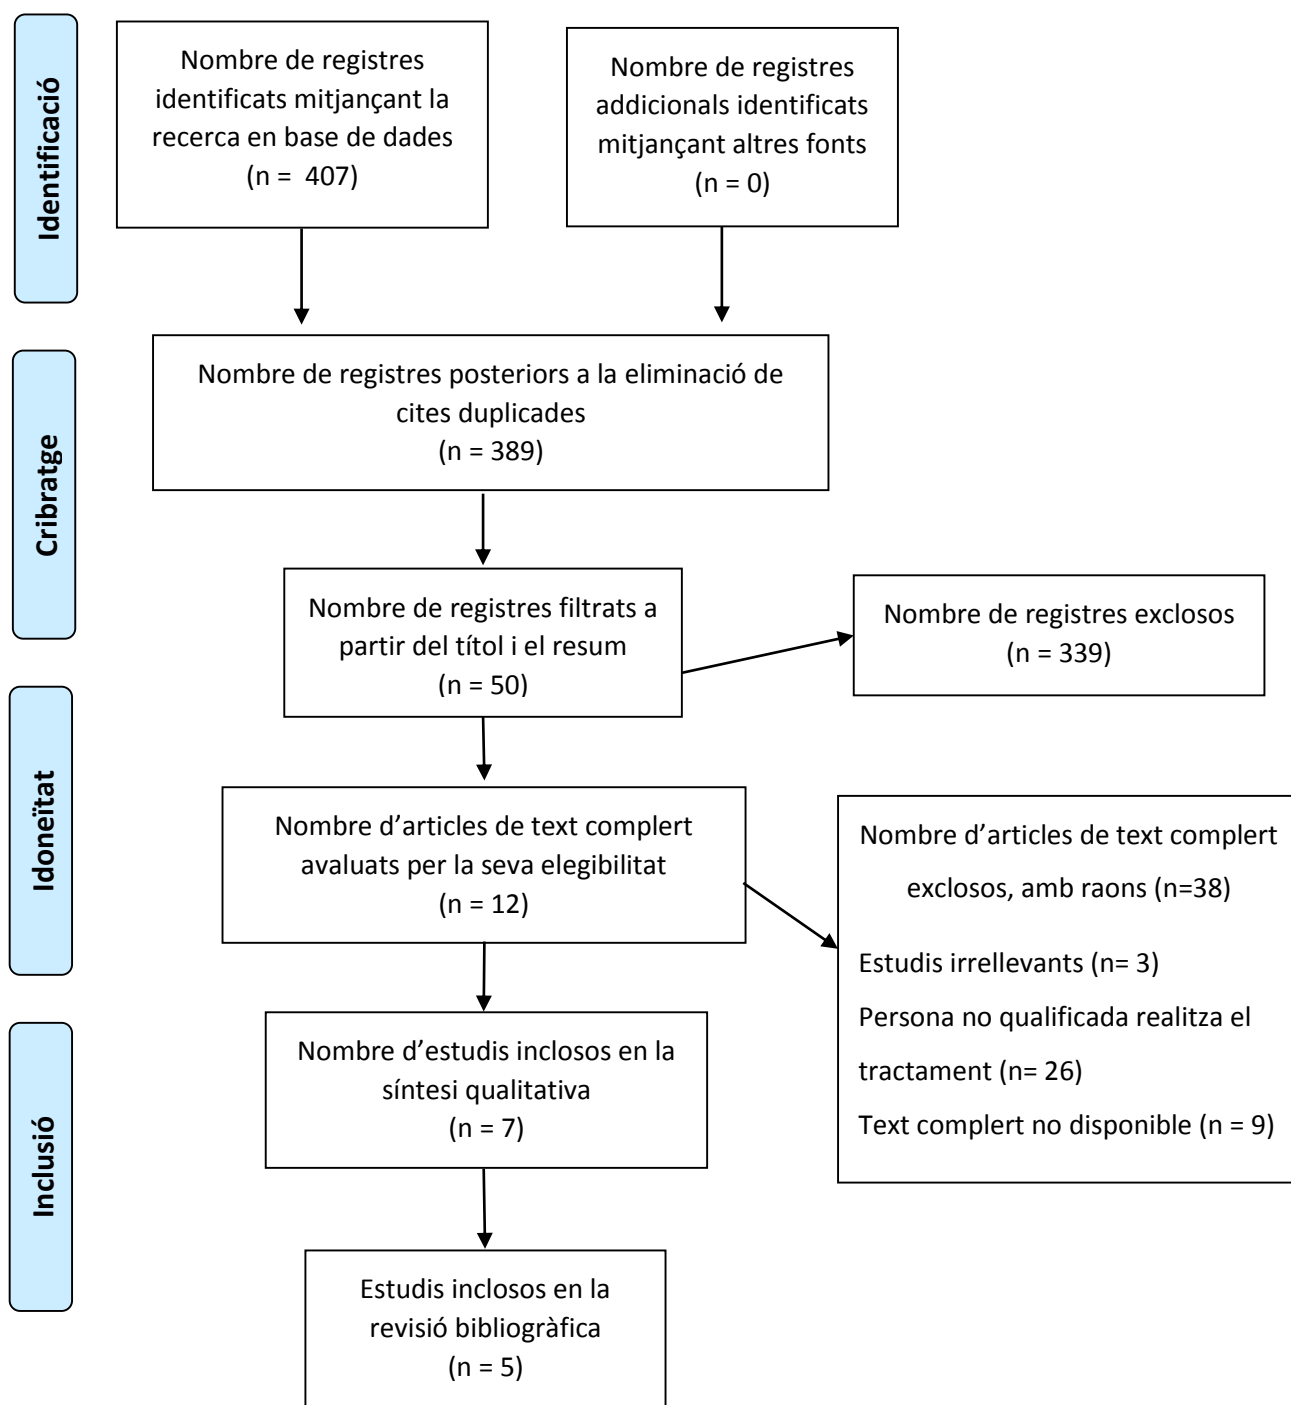 Identificació
Nombre de registres
identificats mitjançant la
recerca en base de dades
(n =  407)
Nombre de registres
addicionals identificats
mitjançant altres fonts
(n = 0)
Cribratge
Nombre de registres posteriors a la eliminació de
cites duplicades
(n = 389)
Nombre de registres filtrats a
partir del títol i el resum
(n = 50)
Nombre de registres exclosos
(n = 339)
Idoneïtat
Nombre d’articles de text complert
avaluats per la seva elegibilitat
(n = 12)
Nombre d’articles de text complert
exclosos, amb raons (n=38)
Estudis irrellevants (n= 3)
Persona no qualificada realitza el
tractament (n= 26)
Text complert no disponible (n = 9)
Inclusió
Nombre d’estudis inclosos en la
síntesi qualitativa
(n = 7)
Estudis inclosos en la
revisió bibliogràfica
(n = 5)